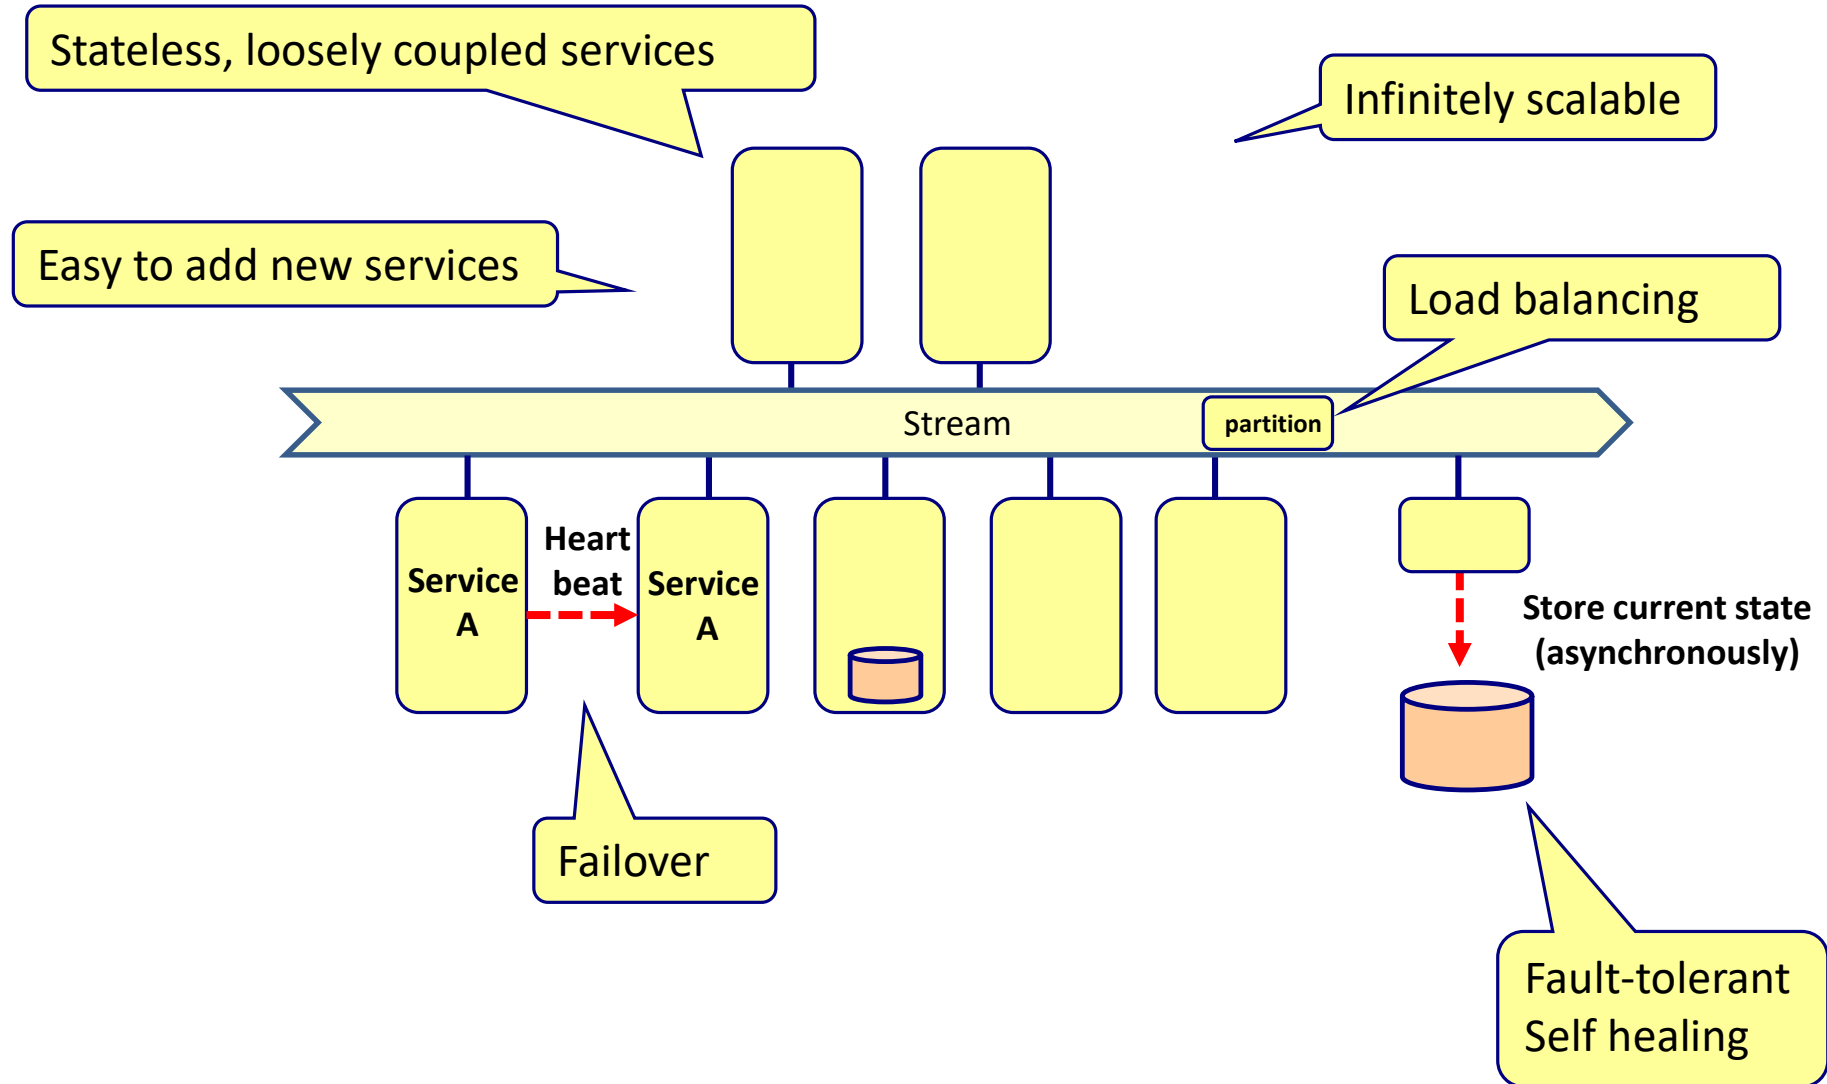 Stateless, loosely coupled services
Infinitely scalable
Easy to add new services
Load balancing
Stream
partition
Heart
beat
Service
A
Service
A
Store current state
(asynchronously)
Failover
Fault-tolerant
Self healing